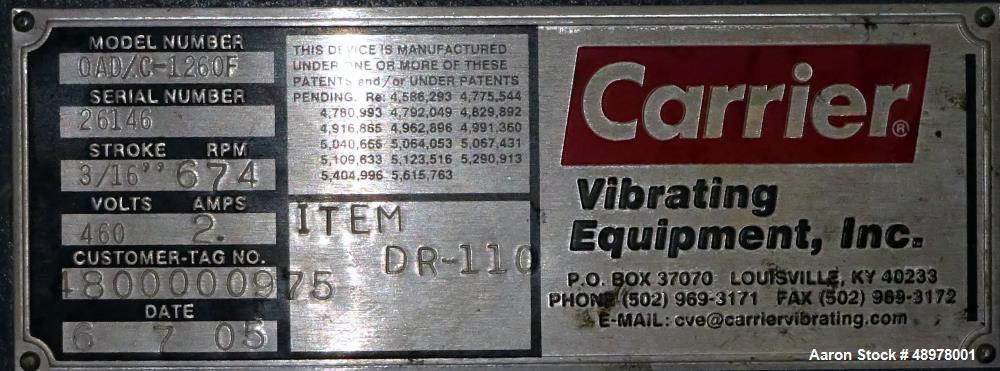 MODEL NUMBER
OAD/C-1260F
SERIAL NUMBER
26146
STROKE RPM
3/16" 674
VOLTS AMPS
460 2.
CUSTOMER-TAG NO.
4800000975
DATE
6 7 05
THIS DEVICE IS MANUFACTURED
UNDER ONE OR MORE OF THESE
PATENTS and/or UNDER PATENTS
PENDING. Re: 4,586,293 4,775,544
4,780,993 4,792,049 4,829,892
4,916,865 4,962,896 4,991,360
5,040,655 5,064,053 5,067,431
5,109,633 5,123,516 5,290,913
5,404,996 5,615,763
ITEM
DR-110
Carrier®
Vibrating
Equipment, Inc.
P.O. BOX 37070 LOUISVILLE, KY 40233
PHONE (502) 969-3171 FAX (502) 969-3172
E-MAIL: cve@carriervibrating.com
Aaron Stock # 48978001